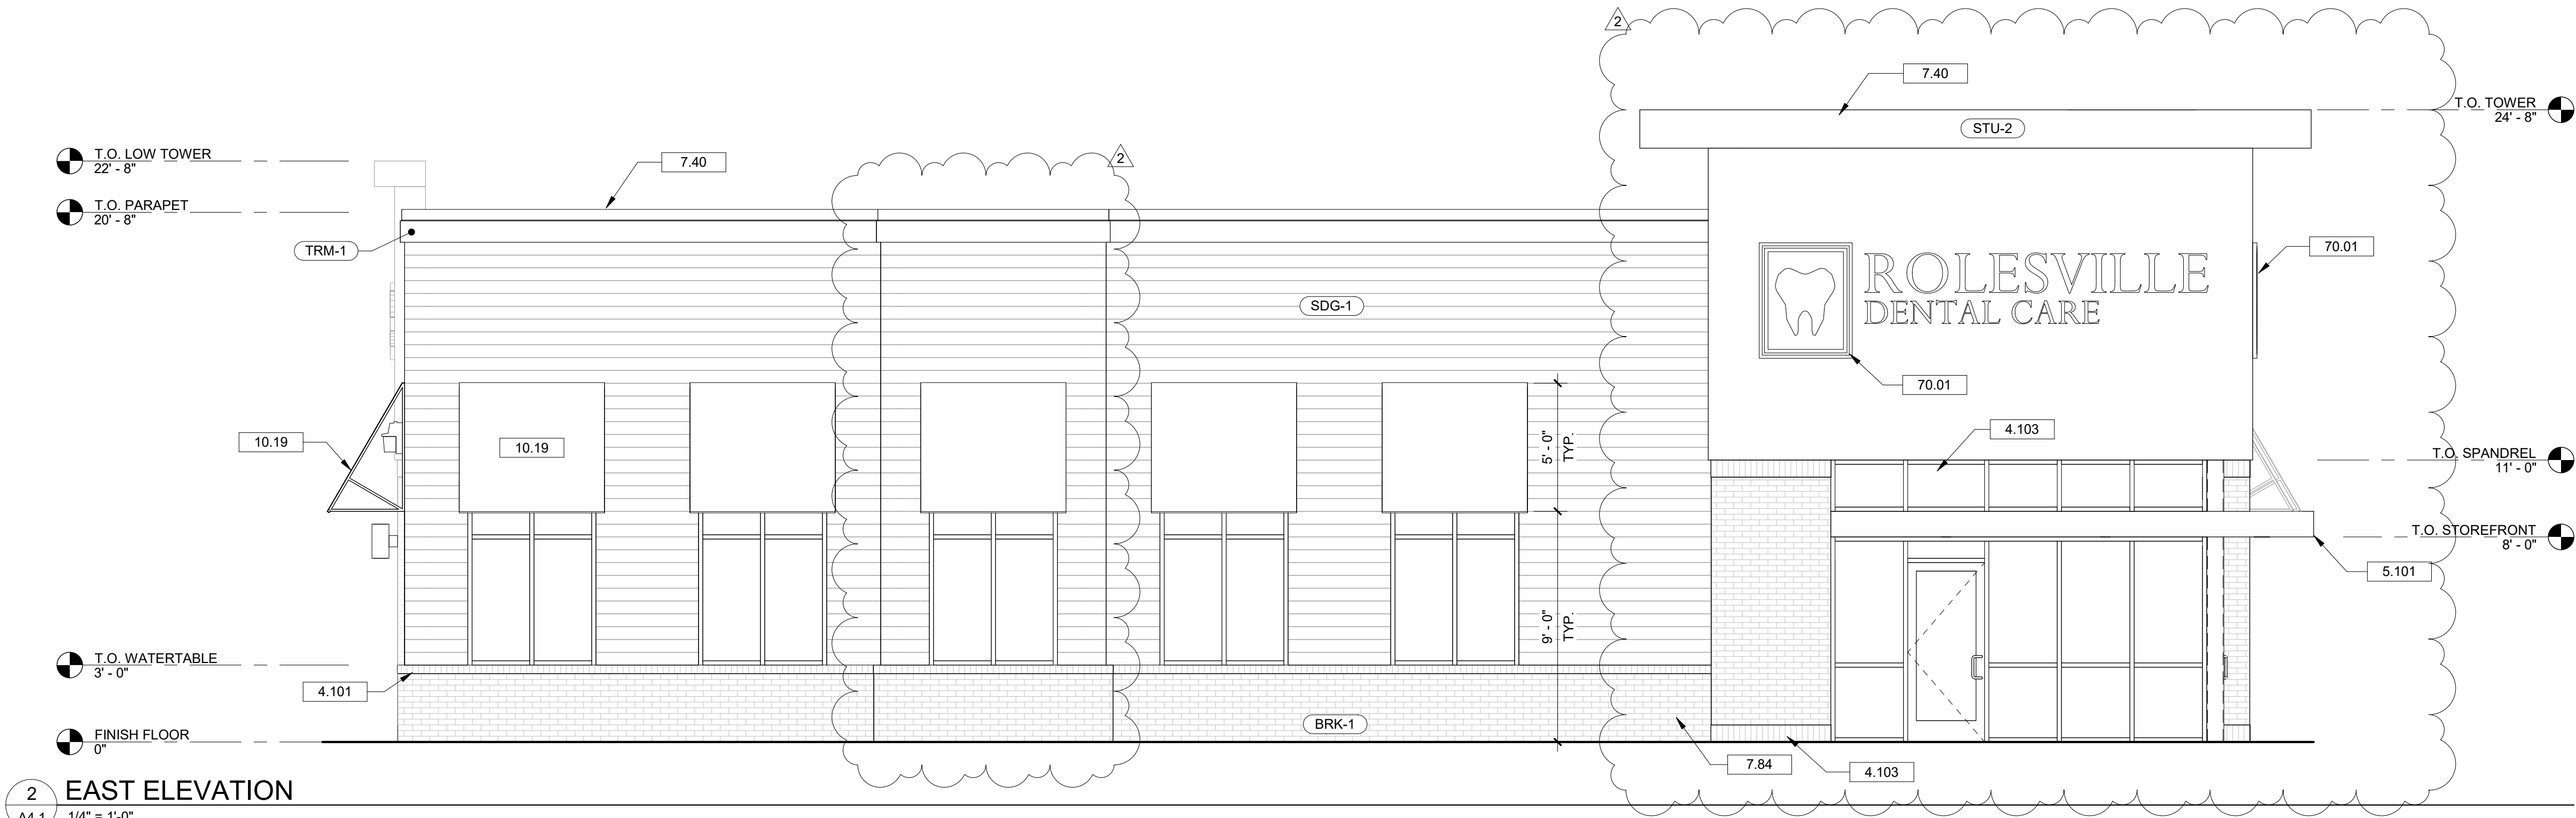 2
7.40
T.O. TOWER
24' - 8"
STU-2
T.O. LOW TOWER
22' - 8"
7.40
2
T.O. PARAPET
20' - 8"
TRM-1
70.01
ROLESVILLE
DENTAL CARE
SDG-1
70.01
10.19
10.19
5' - 0"
TYP.
4.103
T.O. SPANDREL
11' - 0"
T.O. STOREFRONT
8' - 0"
5.101
9' - 0"
TYP.
T.O. WATERTABLE
3' - 0"
4.101
BRK-1
FINISH FLOOR
0"
7.84
4.103
2
EAST ELEVATION
A4.1
1/4" = 1'-0"